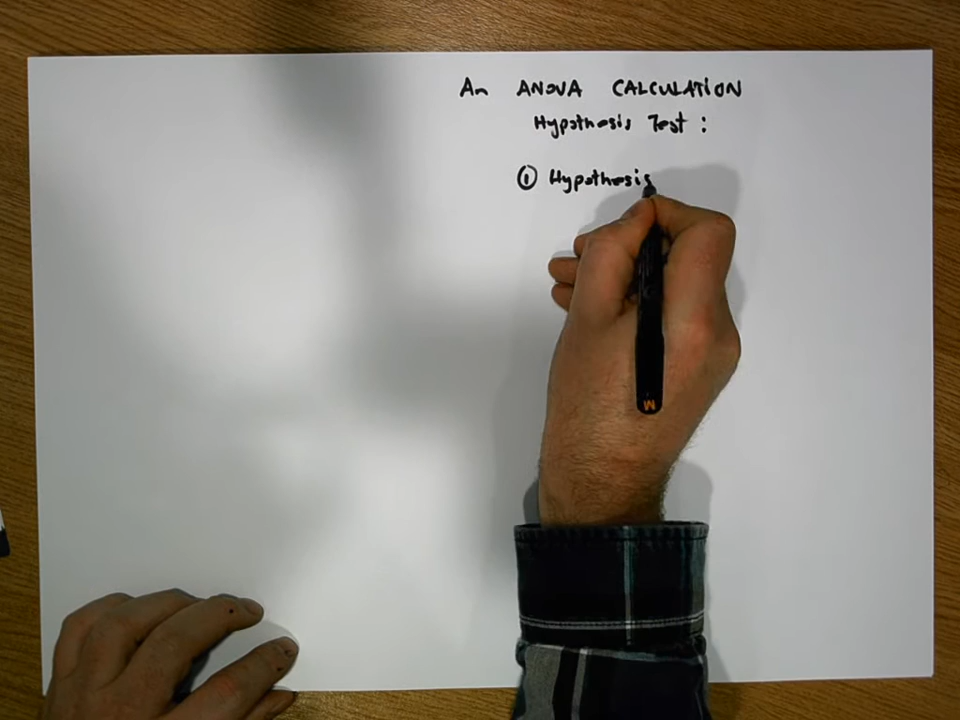 An ANOVA CALCULATION
Hypothesis Test :
① Hypothesis